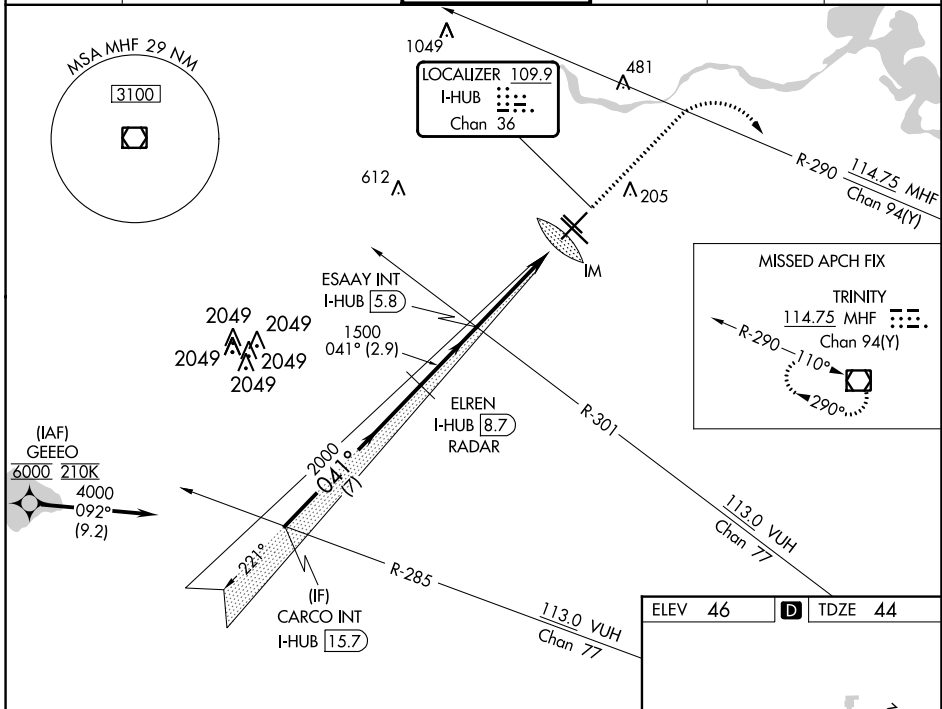 MSA MHF 29 NM
3100
1049
LOCALIZER 109.9
I-HUB
Chan 36
481
R-290
114.75 MHF
Chan 94(Y)
612
205
IM
MISSED APCH FIX
TRINITY
114.75 MHF
Chan 94(Y)
R-290
110°
290°
ESAAY INT
I-HUB 5.8
1500
041° (2.9)
2049
2049
2049
2049
2049
ELREN
I-HUB 8.7
RADAR
R-301
113.0 VUH
Chan 77
(IAF)
GEEEO
6000 210K
4000
092°
(9.2)
2000
041°
(7)
221°
(IF)
CARCO INT
I-HUB 15.7
R-285
113.0 VUH
Chan 77
ELEV 46
D
TDZE 44